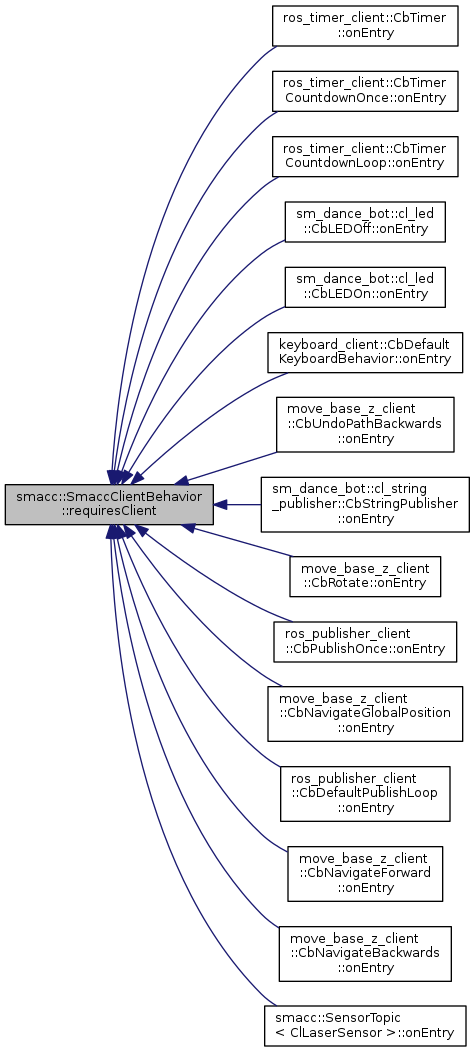 ros_timer_client::CbTimer
::onEntry
ros_timer_client::CbTimer
CountdownOnce::onEntry
ros_timer_client::CbTimer
CountdownLoop::onEntry
sm_dance_bot::cl_led
::CbLEDOff::onEntry
sm_dance_bot::cl_led
::CbLEDOn::onEntry
keyboard_client::CbDefault
KeyboardBehavior::onEntry
move_base_z_client
::CbUndoPathBackwards
::onEntry
smacc::SmaccClientBehavior
::requiresClient
sm_dance_bot::cl_string
_publisher::CbStringPublisher
::onEntry
move_base_z_client
::CbRotate::onEntry
ros_publisher_client
::CbPublishOnce::onEntry
move_base_z_client
::CbNavigateGlobalPosition
::onEntry
ros_publisher_client
::CbDefaultPublishLoop
::onEntry
move_base_z_client
::CbNavigateForward
::onEntry
move_base_z_client
::CbNavigateBackwards
::onEntry
smacc::SensorTopic
< ClLaserSensor >::onEntry